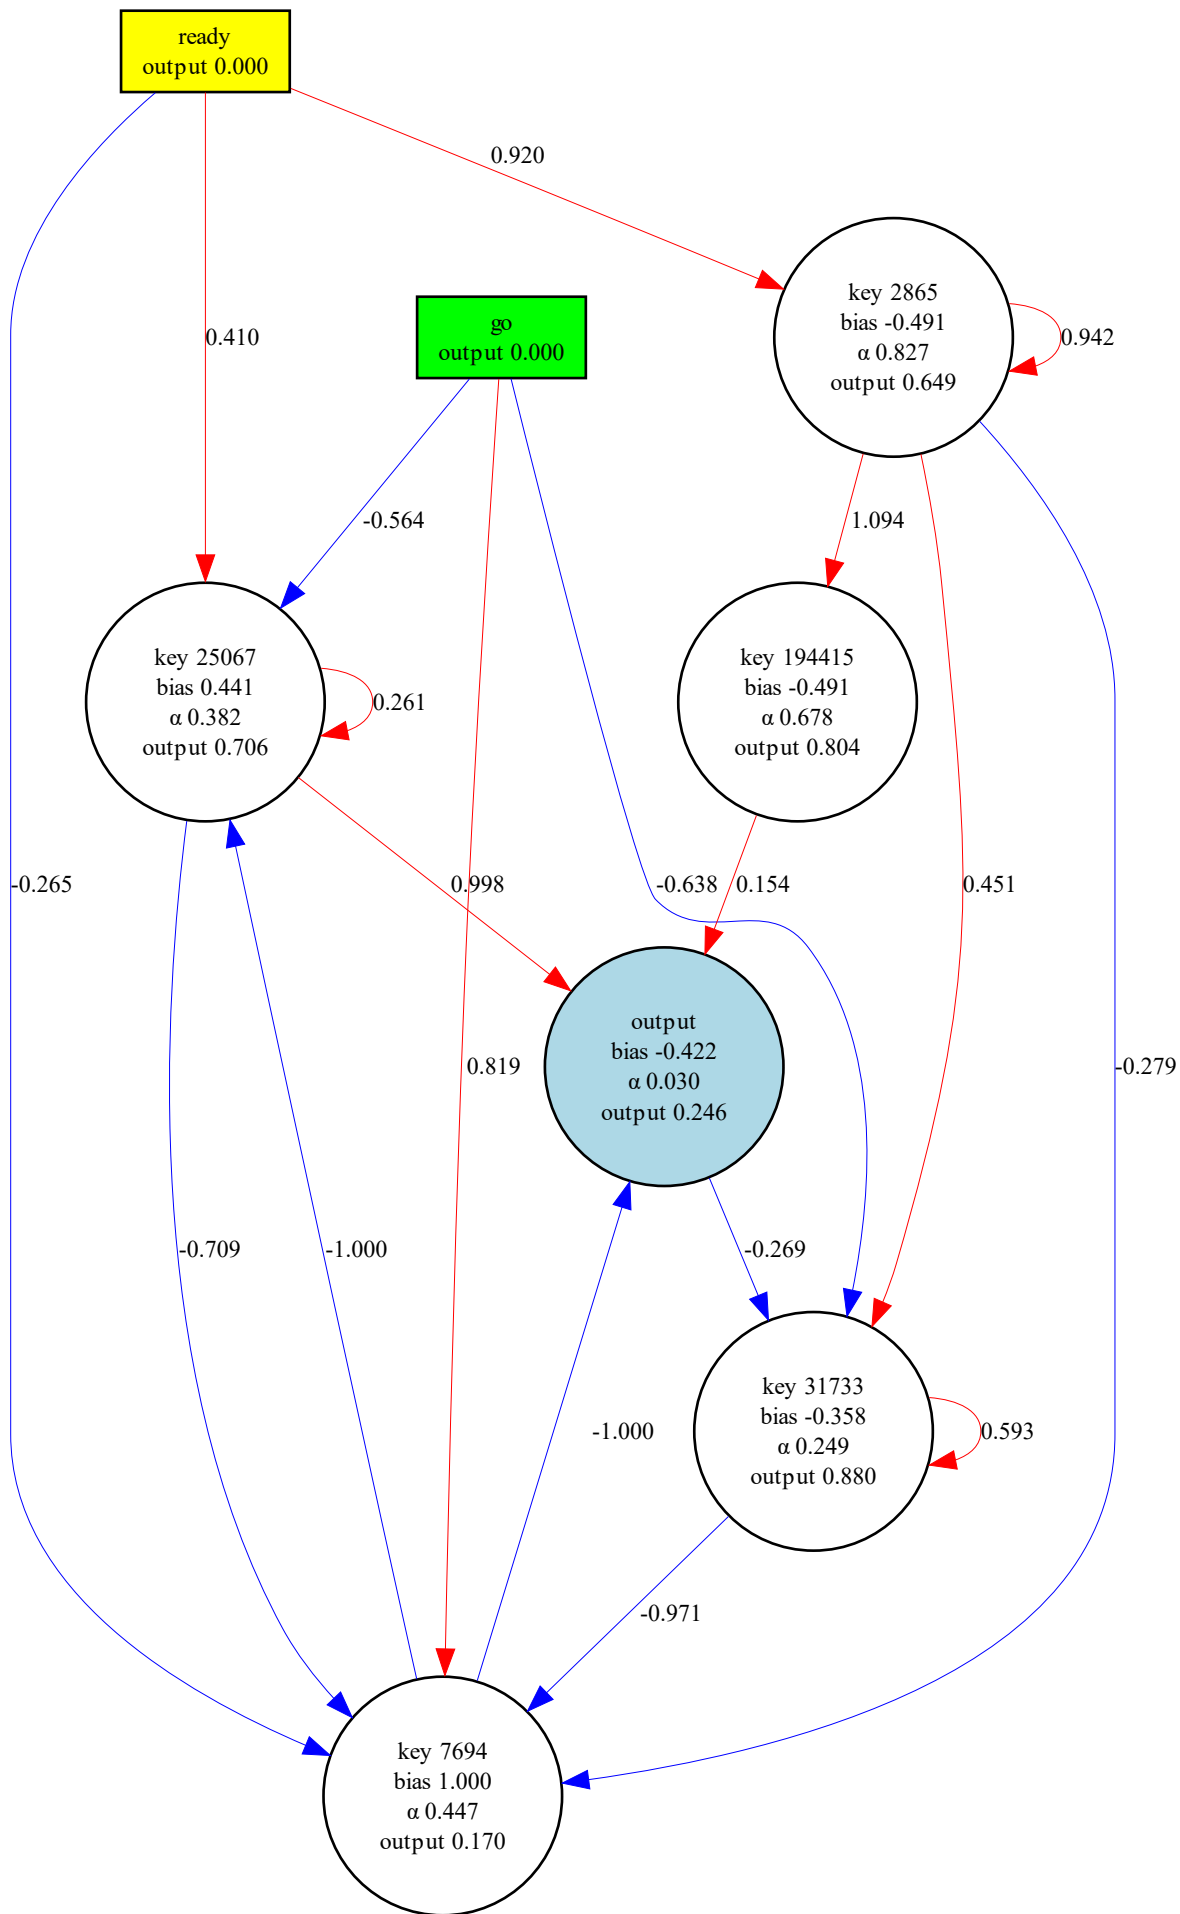 ready
output 0.000
0.920
key 2865
bias -0.491
α 0.827
output 0.649
0.942
go
output 0.000
0.410
-0.564
1.094
key 25067
bias 0.441
α 0.382
output 0.706
0.261
key 194415
bias -0.491
α 0.678
output 0.804
-0.265
0.998
-0.638
0.154
0.451
output
bias -0.422
α 0.030
output 0.246
0.819
-0.279
-0.709
-1.000
-0.269
key 31733
bias -0.358
α 0.249
output 0.880
-1.000
0.593
-0.971
key 7694
bias 1.000
α 0.447
output 0.170